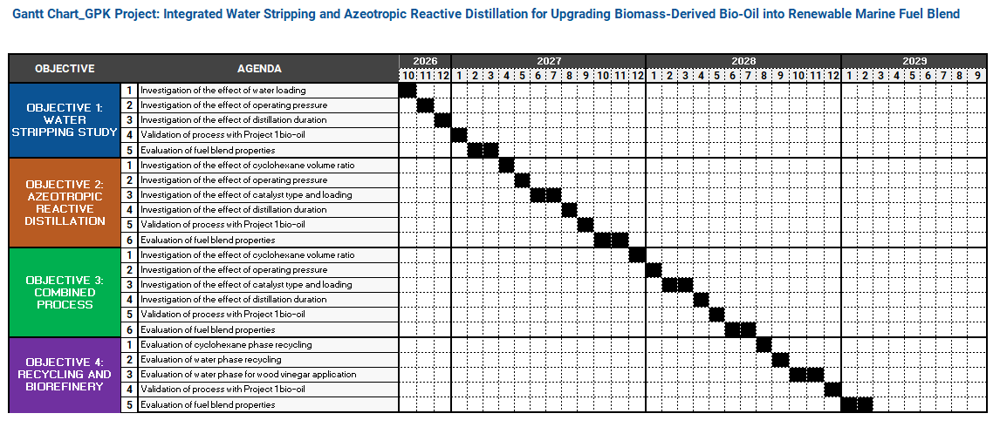 Gantt Chart_GPK Project: Integrated Water Stripping and Azeotropic Reactive Distillation for Upgrading Biomass-Derived Bio-Oil into Renewable Marine Fuel Blend
OBJECTIVE AGENDA 2026 2027 2028 2029
10 11 12 1 2 3 4 5 6 7 8 9 10 11 12 1 2 3 4 5 6 7 8 9 10 11 12 1 2 3 4 5 6 7 8 9
OBJECTIVE 1:
WATER
STRIPPING STUDY
1 Investigation of the effect of water loading
2 Investigation of the effect of operating pressure
3 Investigation of the effect of distillation duration
4 Validation of process with Project 1 bio-oil
5 Evaluation of fuel blend properties
OBJECTIVE 2:
AZEOTROPIC
REACTIVE
DISTILLATION
1 Investigation of the effect of cyclohexane volume ratio
2 Investigation of the effect of operating pressure
3 Investigation of the effect of catalyst type and loading
4 Investigation of the effect of distillation duration
5 Validation of process with Project 1 bio-oil
6 Evaluation of fuel blend properties
OBJECTIVE 3:
COMBINED
PROCESS
1 Investigation of the effect of cyclohexane volume ratio
2 Investigation of the effect of operating pressure
3 Investigation of the effect of catalyst type and loading
4 Investigation of the effect of distillation duration
5 Validation of process with Project 1 bio-oil
6 Evaluation of fuel blend properties
OBJECTIVE 4:
RECYCLING AND
BIOREFINERY
1 Evaluation of cyclohexane phase recycling
2 Evaluation of water phase recycling
3 Evaluation of water phase for wood vinegar application
4 Validation of process with Project 1 bio-oil
5 Evaluation of fuel blend properties